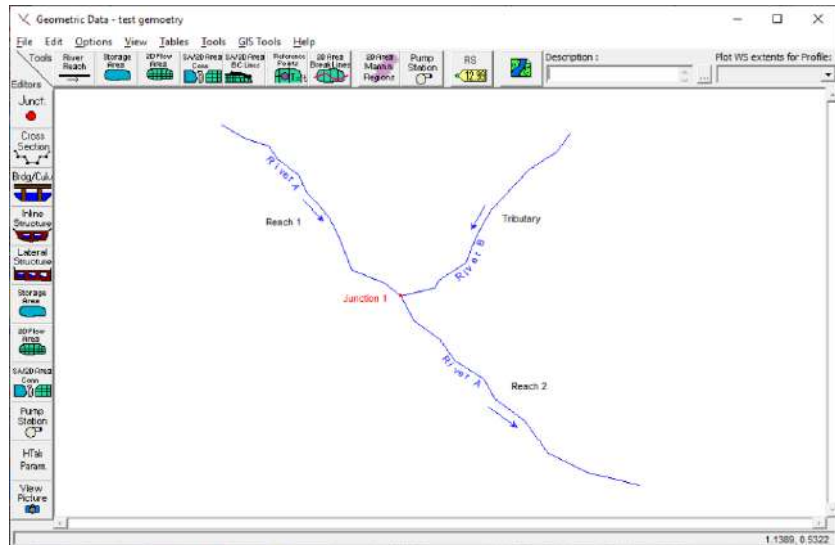 Geometric Data - test gemoetry
File Edit Options View Tables Tools GIS Tools Help
Tools
Editors
River
Reach
Storage
Area
2D Flow
Area
SA/2D Area
Conn
SA/2D Area
BC Lines
Reference
Points
2D Area
Break Lines
2D Area
Mann n
Regions
Pump
Station
RS
12.99
Description :
...
Plot WS extents for Profile:
Junct.
Cross
Section
Brdg/Culv
Inline
Structure
Lateral
Structure
Storage
Area
2D Flow
Area
SA/2D Area
Conn
Pump
Station
HTab
Param.
View
Picture
River A
Reach 1
Tributary
River B
Junction 1
River A
Reach 2
1.1389, 0.5322